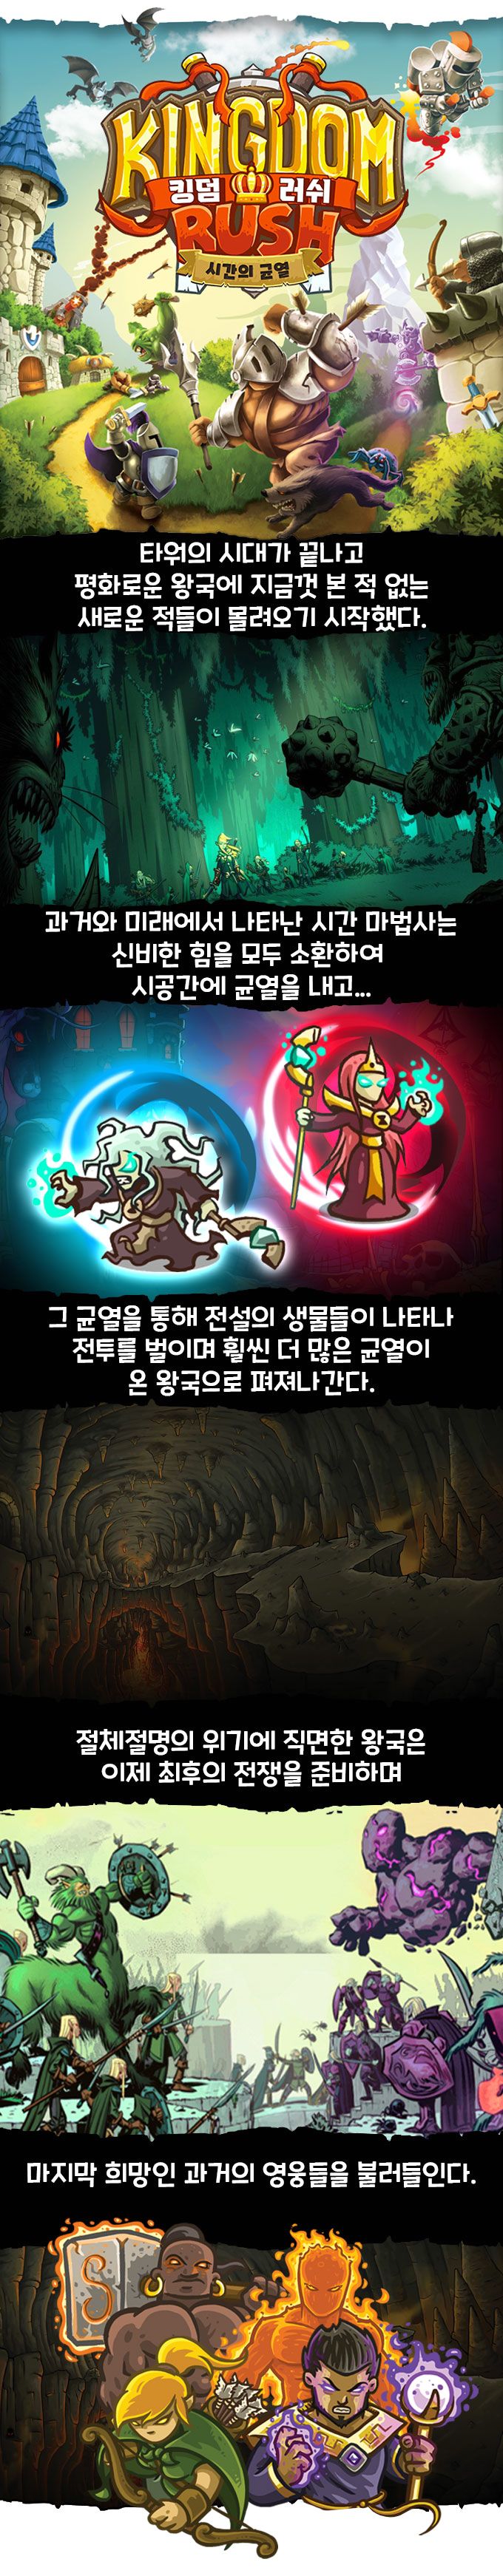 KINGDOM
킹덤 러쉬
RUSH
시간의 균열
타워의 시대가 끝나고
평화로운 왕국에 지금껏 본 적 없는
새로운 적들이 몰려오기 시작했다.
과거와 미래에서 나타난 시간 마법사는
신비한 힘을 모두 소환하여
시공간에 균열을 내고...
그 균열을 통해 전설의 생물들이 나타나
전투를 벌이며 훨씬 더 많은 균열이
온 왕국으로 펴져나간다.
절체절명의 위기에 직면한 왕국은
이제 최후의 전쟁을 준비하며
마지막 희망인 과거의 영웅들을 불러들인다.